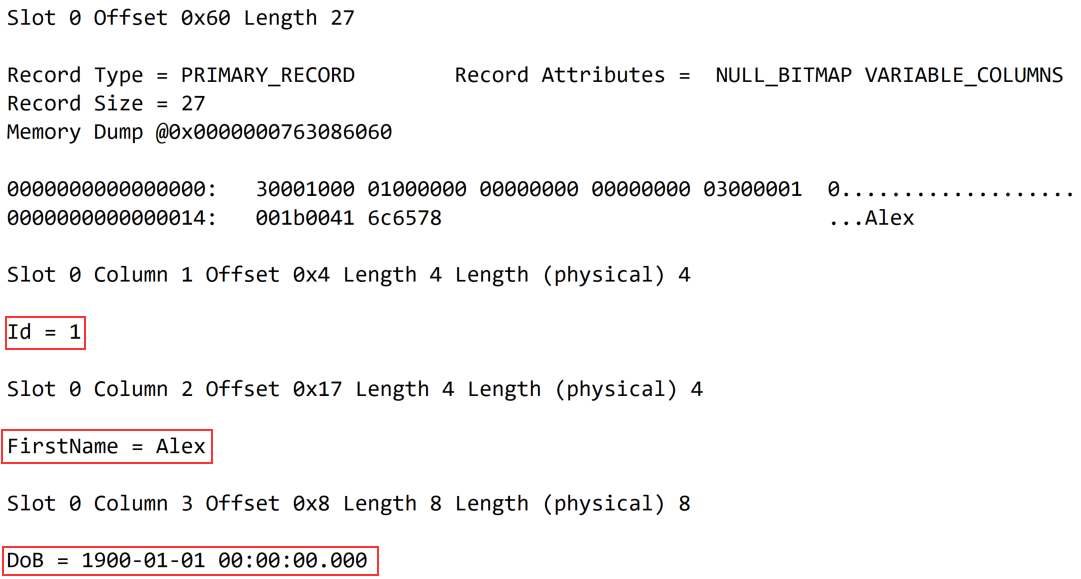 Slot 0 Offset 0x60 Length 27
Record Type = PRIMARY_RECORD        Record Attributes =  NULL_BITMAP VARIABLE_COLUMNS
Record Size = 27
Memory Dump @0x0000000763086060
0000000000000000:   30001000 01000000 00000000 00000000 03000001  0...................
0000000000000014:   001b0041 6c6578                               ...Alex
Slot 0 Column 1 Offset 0x4 Length 4 Length (physical) 4
Id = 1
Slot 0 Column 2 Offset 0x17 Length 4 Length (physical) 4
FirstName = Alex
Slot 0 Column 3 Offset 0x8 Length 8 Length (physical) 8
DoB = 1900-01-01 00:00:00.000